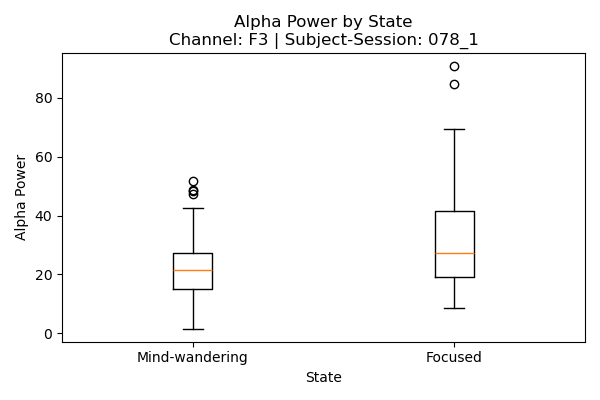 Alpha Power by State
Channel: F3 | Subject-Session: 078_1
Alpha Power
80
60
40
20
0
Mind-wandering
Focused
State